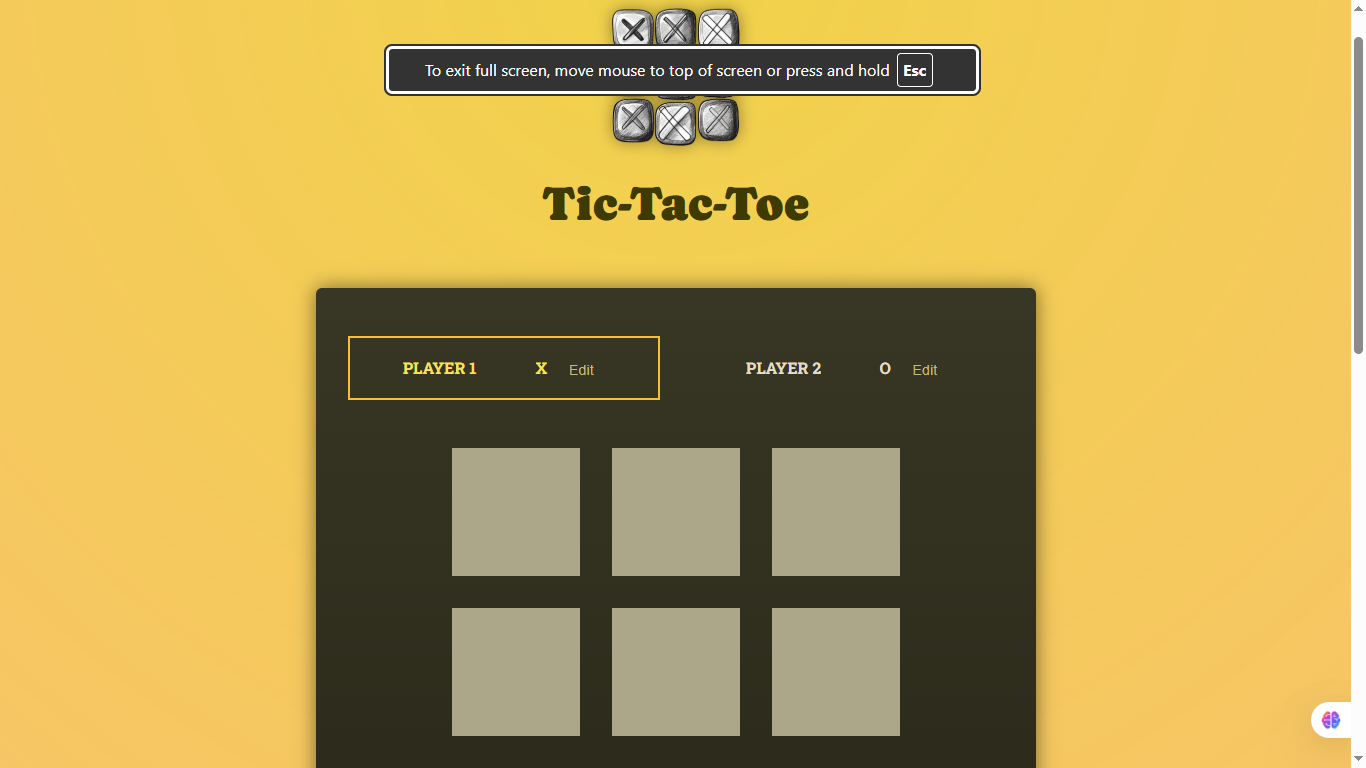 To exit full screen, move mouse to top of screen or press and hold Esc
Tic-Tac-Toe
PLAYER 1 X Edit PLAYER 2 O Edit